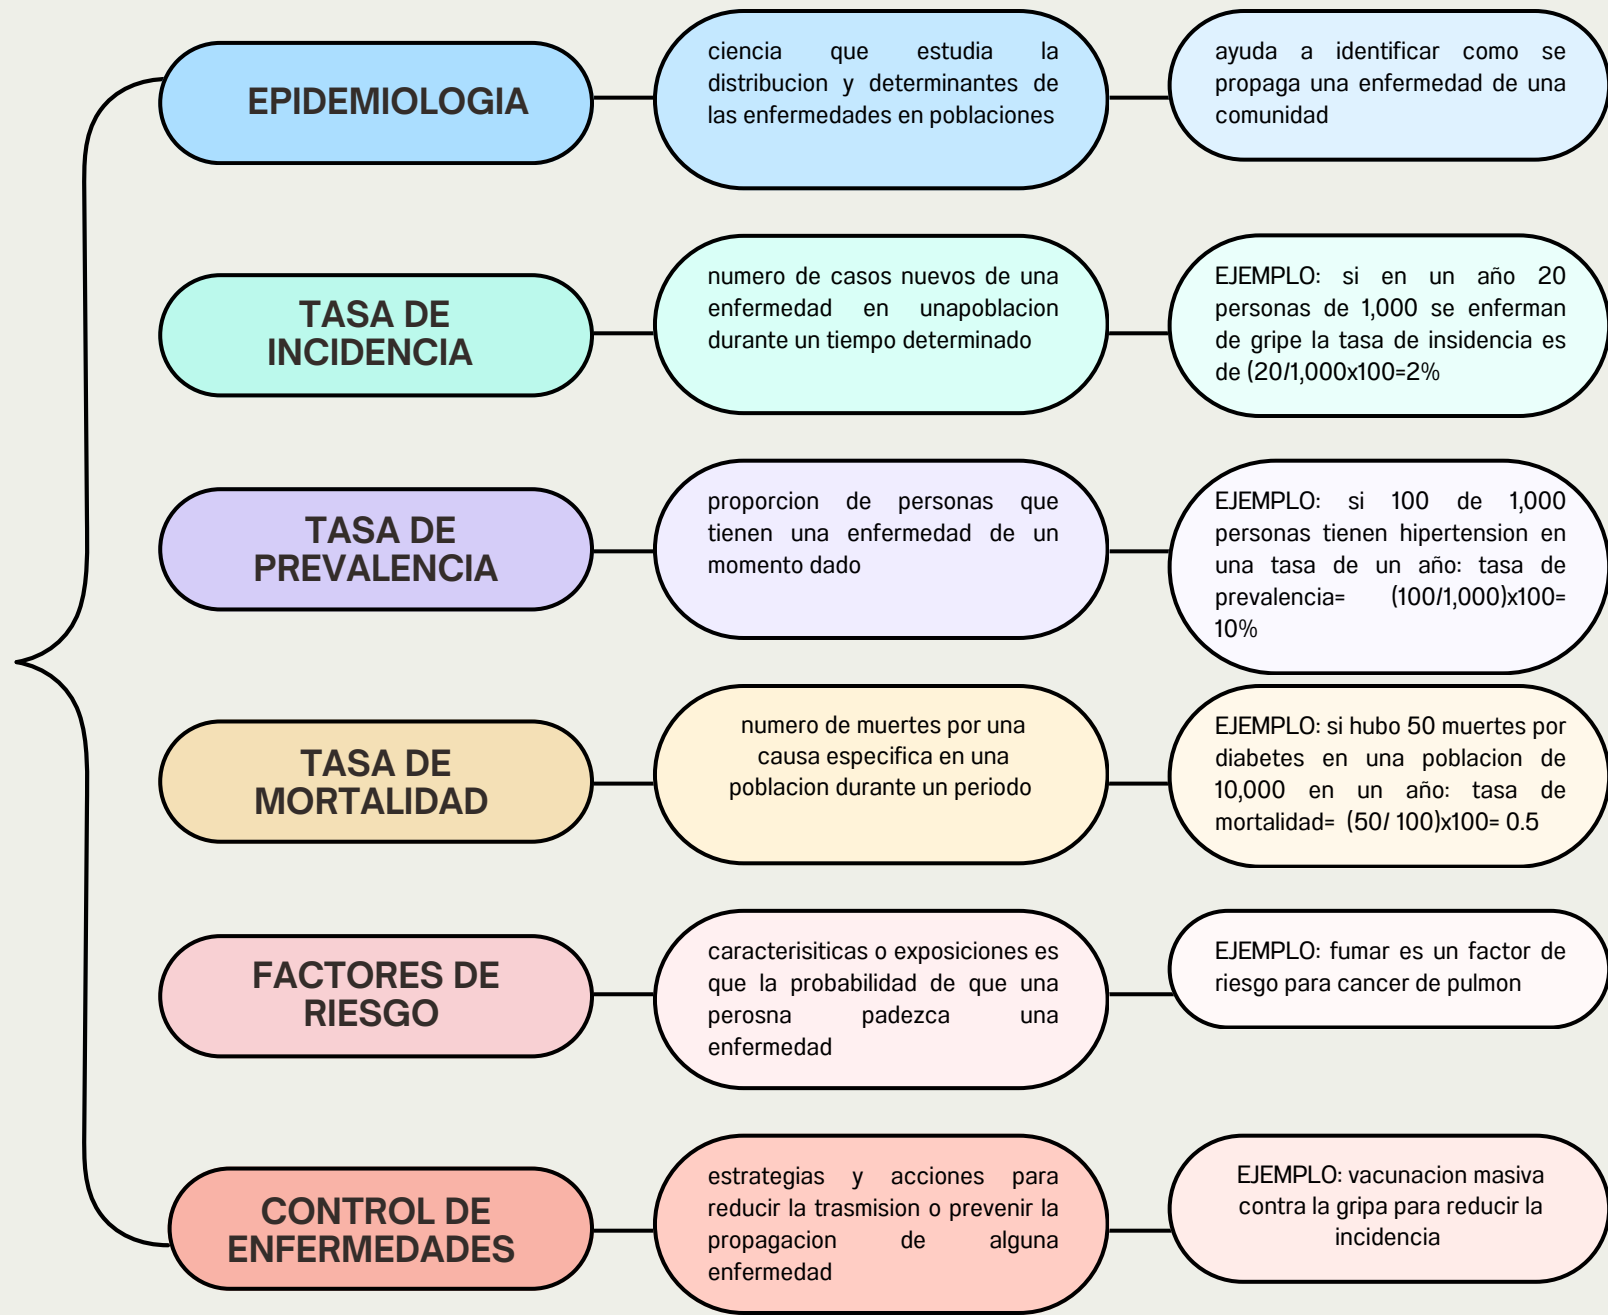 EPIDEMIOLOGIA
ciencia que estudia la
distribucion y determinantes de
las enfermedades en poblaciones
ayuda a identificar como se
propaga una enfermedad de una
comunidad
TASA DE
INCIDENCIA
numero de casos nuevos de una
enfermedad en unapoblacion
durante un tiempo determinado
EJEMPLO: si en un año 20
personas de 1,000 se enferman
de gripe la tasa de insidencia es
de (20/1,000x100=2%
TASA DE
PREVALENCIA
proporcion de personas que
tienen una enfermedad de un
momento dado
EJEMPLO: si 100 de 1,000
personas tienen hipertension en
una tasa de un año: tasa de
prevalencia= (100/1,000)x100=
10%
TASA DE
MORTALIDAD
numero de muertes por una
causa especifica en una
poblacion durante un periodo
EJEMPLO: si hubo 50 muertes por
diabetes en una poblacion de
10,000 en un año: tasa de
mortalidad= (50/ 100)x100= 0.5
FACTORES DE
RIESGO
caracterisiticas o exposiciones es
que la probabilidad de que una
perosna padezca una
enfermedad
EJEMPLO: fumar es un factor de
riesgo para cancer de pulmon
CONTROL DE
ENFERMEDADES
estrategias y acciones para
reducir la trasmision o prevenir la
propagacion de alguna
enfermedad
EJEMPLO: vacunacion masiva
contra la gripa para reducir la
incidencia